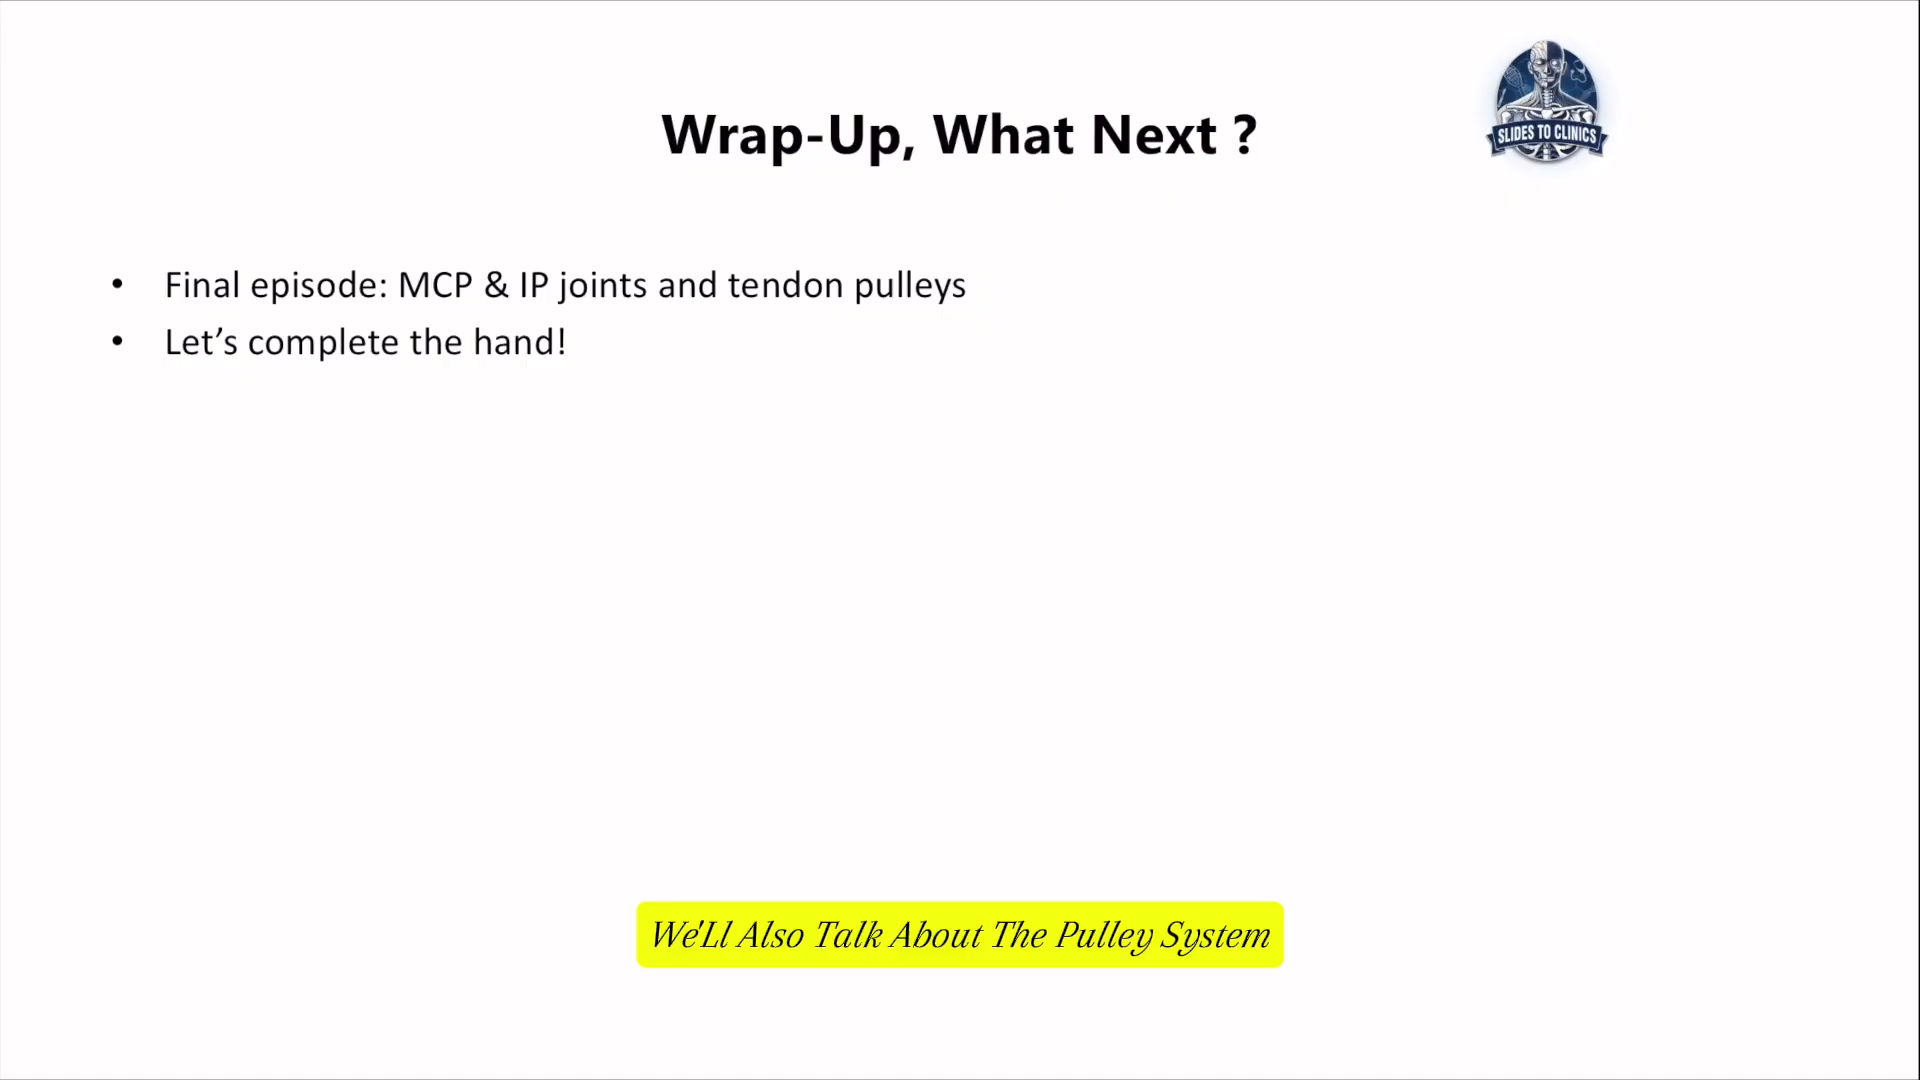 SLIDES TO CLINICS
Wrap-Up, What Next ?
• Final episode: MCP & IP joints and tendon pulleys
• Let’s complete the hand!
We'Ll Also Talk About The Pulley System